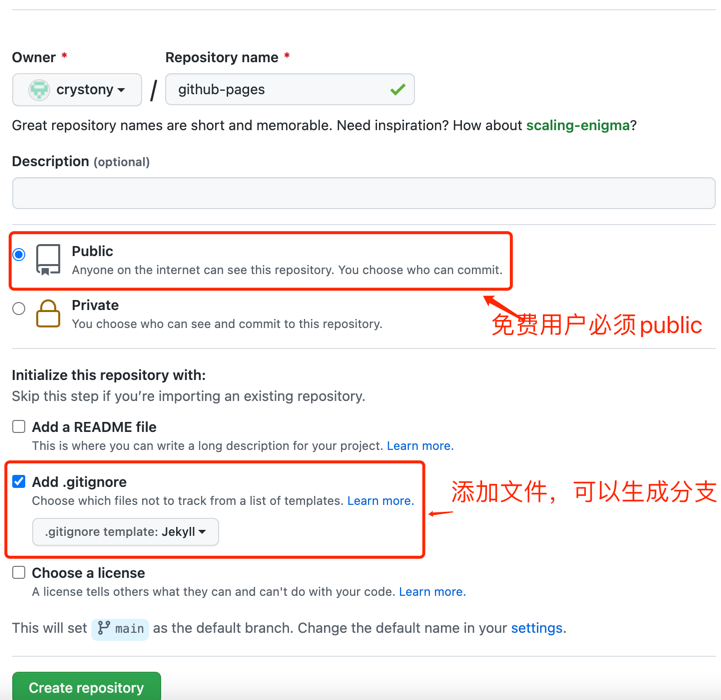 Owner * Repository name *
crystony / github-pages
Great repository names are short and memorable. Need inspiration? How about scaling-enigma?
Description (optional)
Public
Anyone on the internet can see this repository. You choose who can commit.
Private
You choose who can see and commit to this repository.
免费用户必须public
Initialize this repository with:
Skip this step if you're importing an existing repository.
Add a README file
This is where you can write a long description for your project. Learn more.
Add .gitignore
Choose which files not to track from a list of templates. Learn more.
.gitignore template: Jekyll
添加文件，可以生成分支
Choose a license
A license tells others what they can and can't do with your code. Learn more.
This will set main as the default branch. Change the default name in your settings.
Create repository